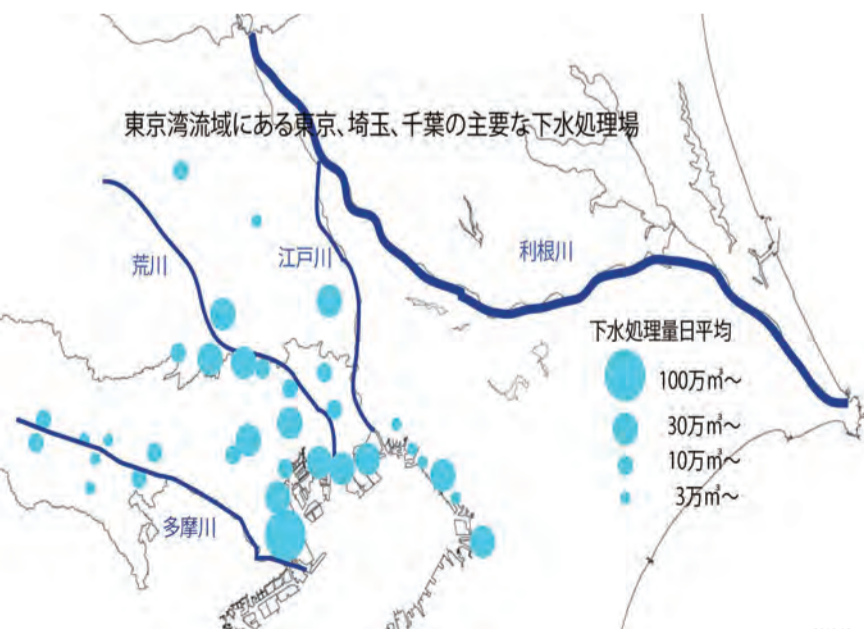 東京湾流域にある東京、埼玉、千葉の主要な下水処理場
荒川
江戸川
利根川
下水処理量日平均
100万㎥～
30万㎥～
10万㎥～
3万㎥～
多摩川